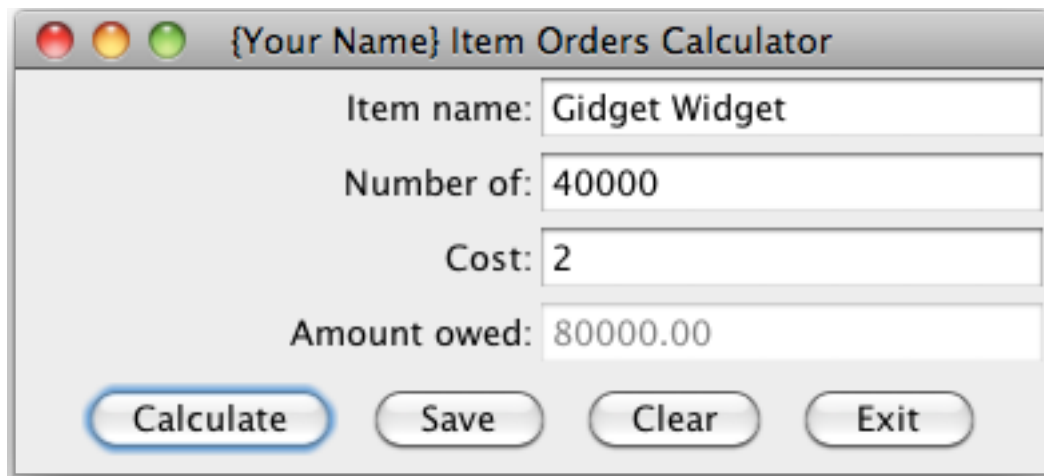 {Your Name} Item Orders Calculator
Item name: Gidget Widget
Number of: 40000
Cost: 2
Amount owed: 80000.00
Calculate Save Clear Exit